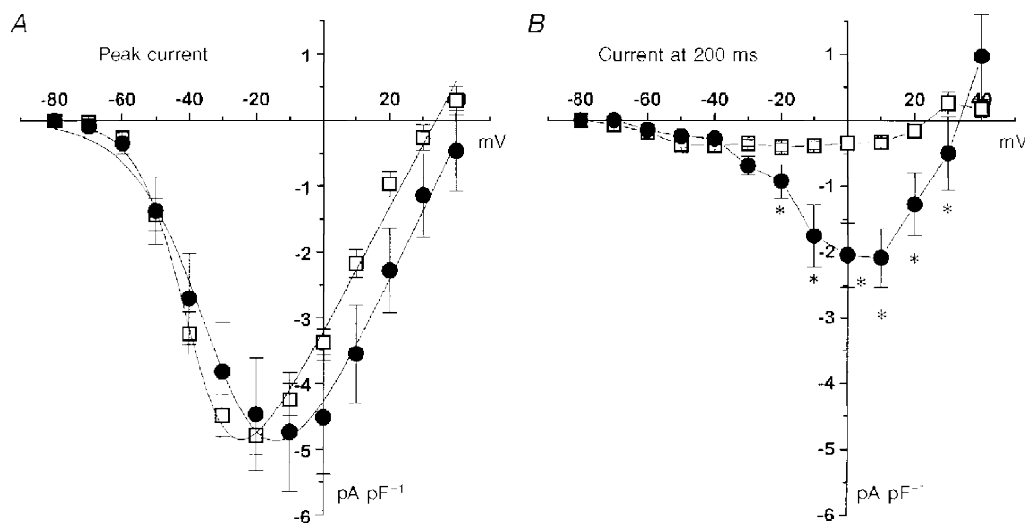 A
Peak current
1
-80 -60 -40 -20 20
mV
-1
-2
-3
-4
-5
-6
pA pF⁻¹
B
Current at 200 ms
1
-80 -60 -40 -20 20 40
mV
* * * * * *
-1
-2
-3
-4
-5
-6
pA pF⁻